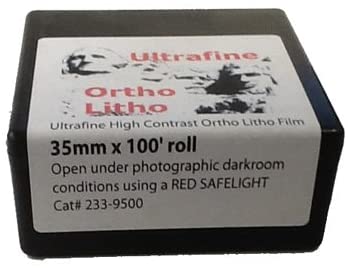 Ultrafine
Ortho
Litho
Ultrafine High Contrast Ortho Litho Film
35mm x 100' roll
Open under photographic darkroom
conditions using a RED SAFELIGHT
Cat# 233-9500